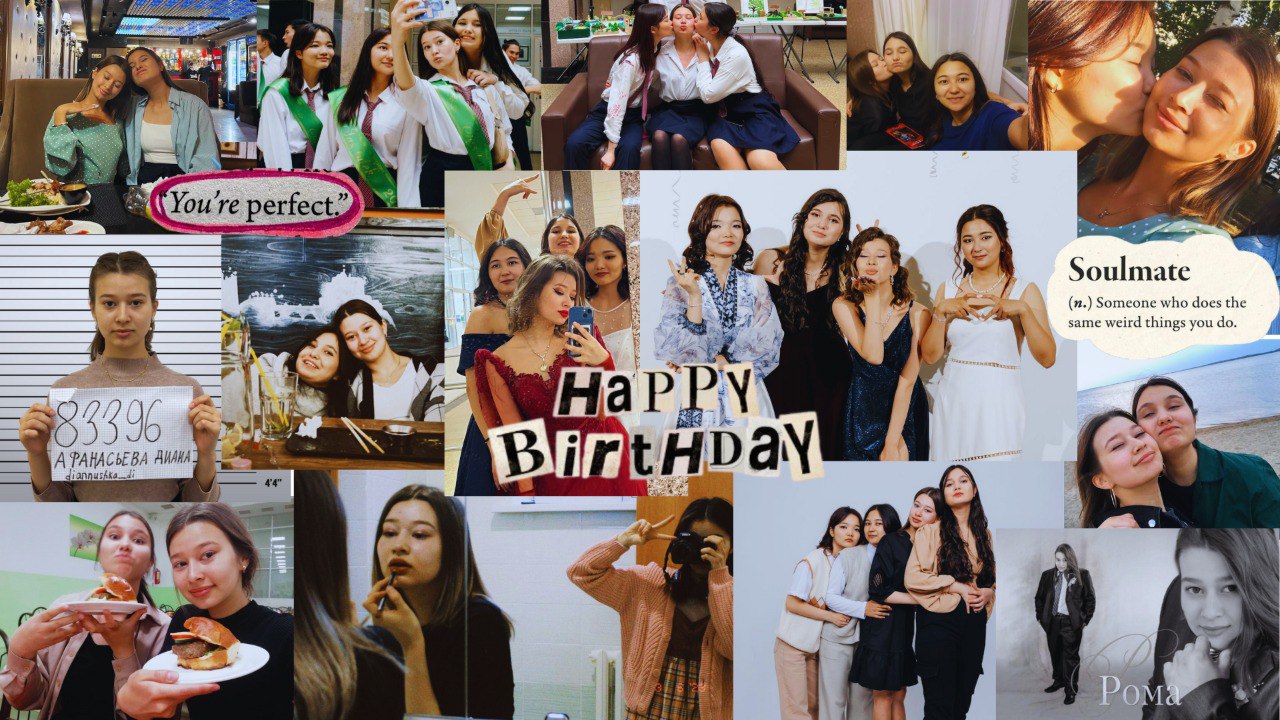 "You're perfect."
Soulmate
(n.) Someone who does the
same weird things you do.
HaPPY
BirtHDaY
83396
АФАНАСЬЕВА ДИАНА
diannushka_di
4'4"
Рома